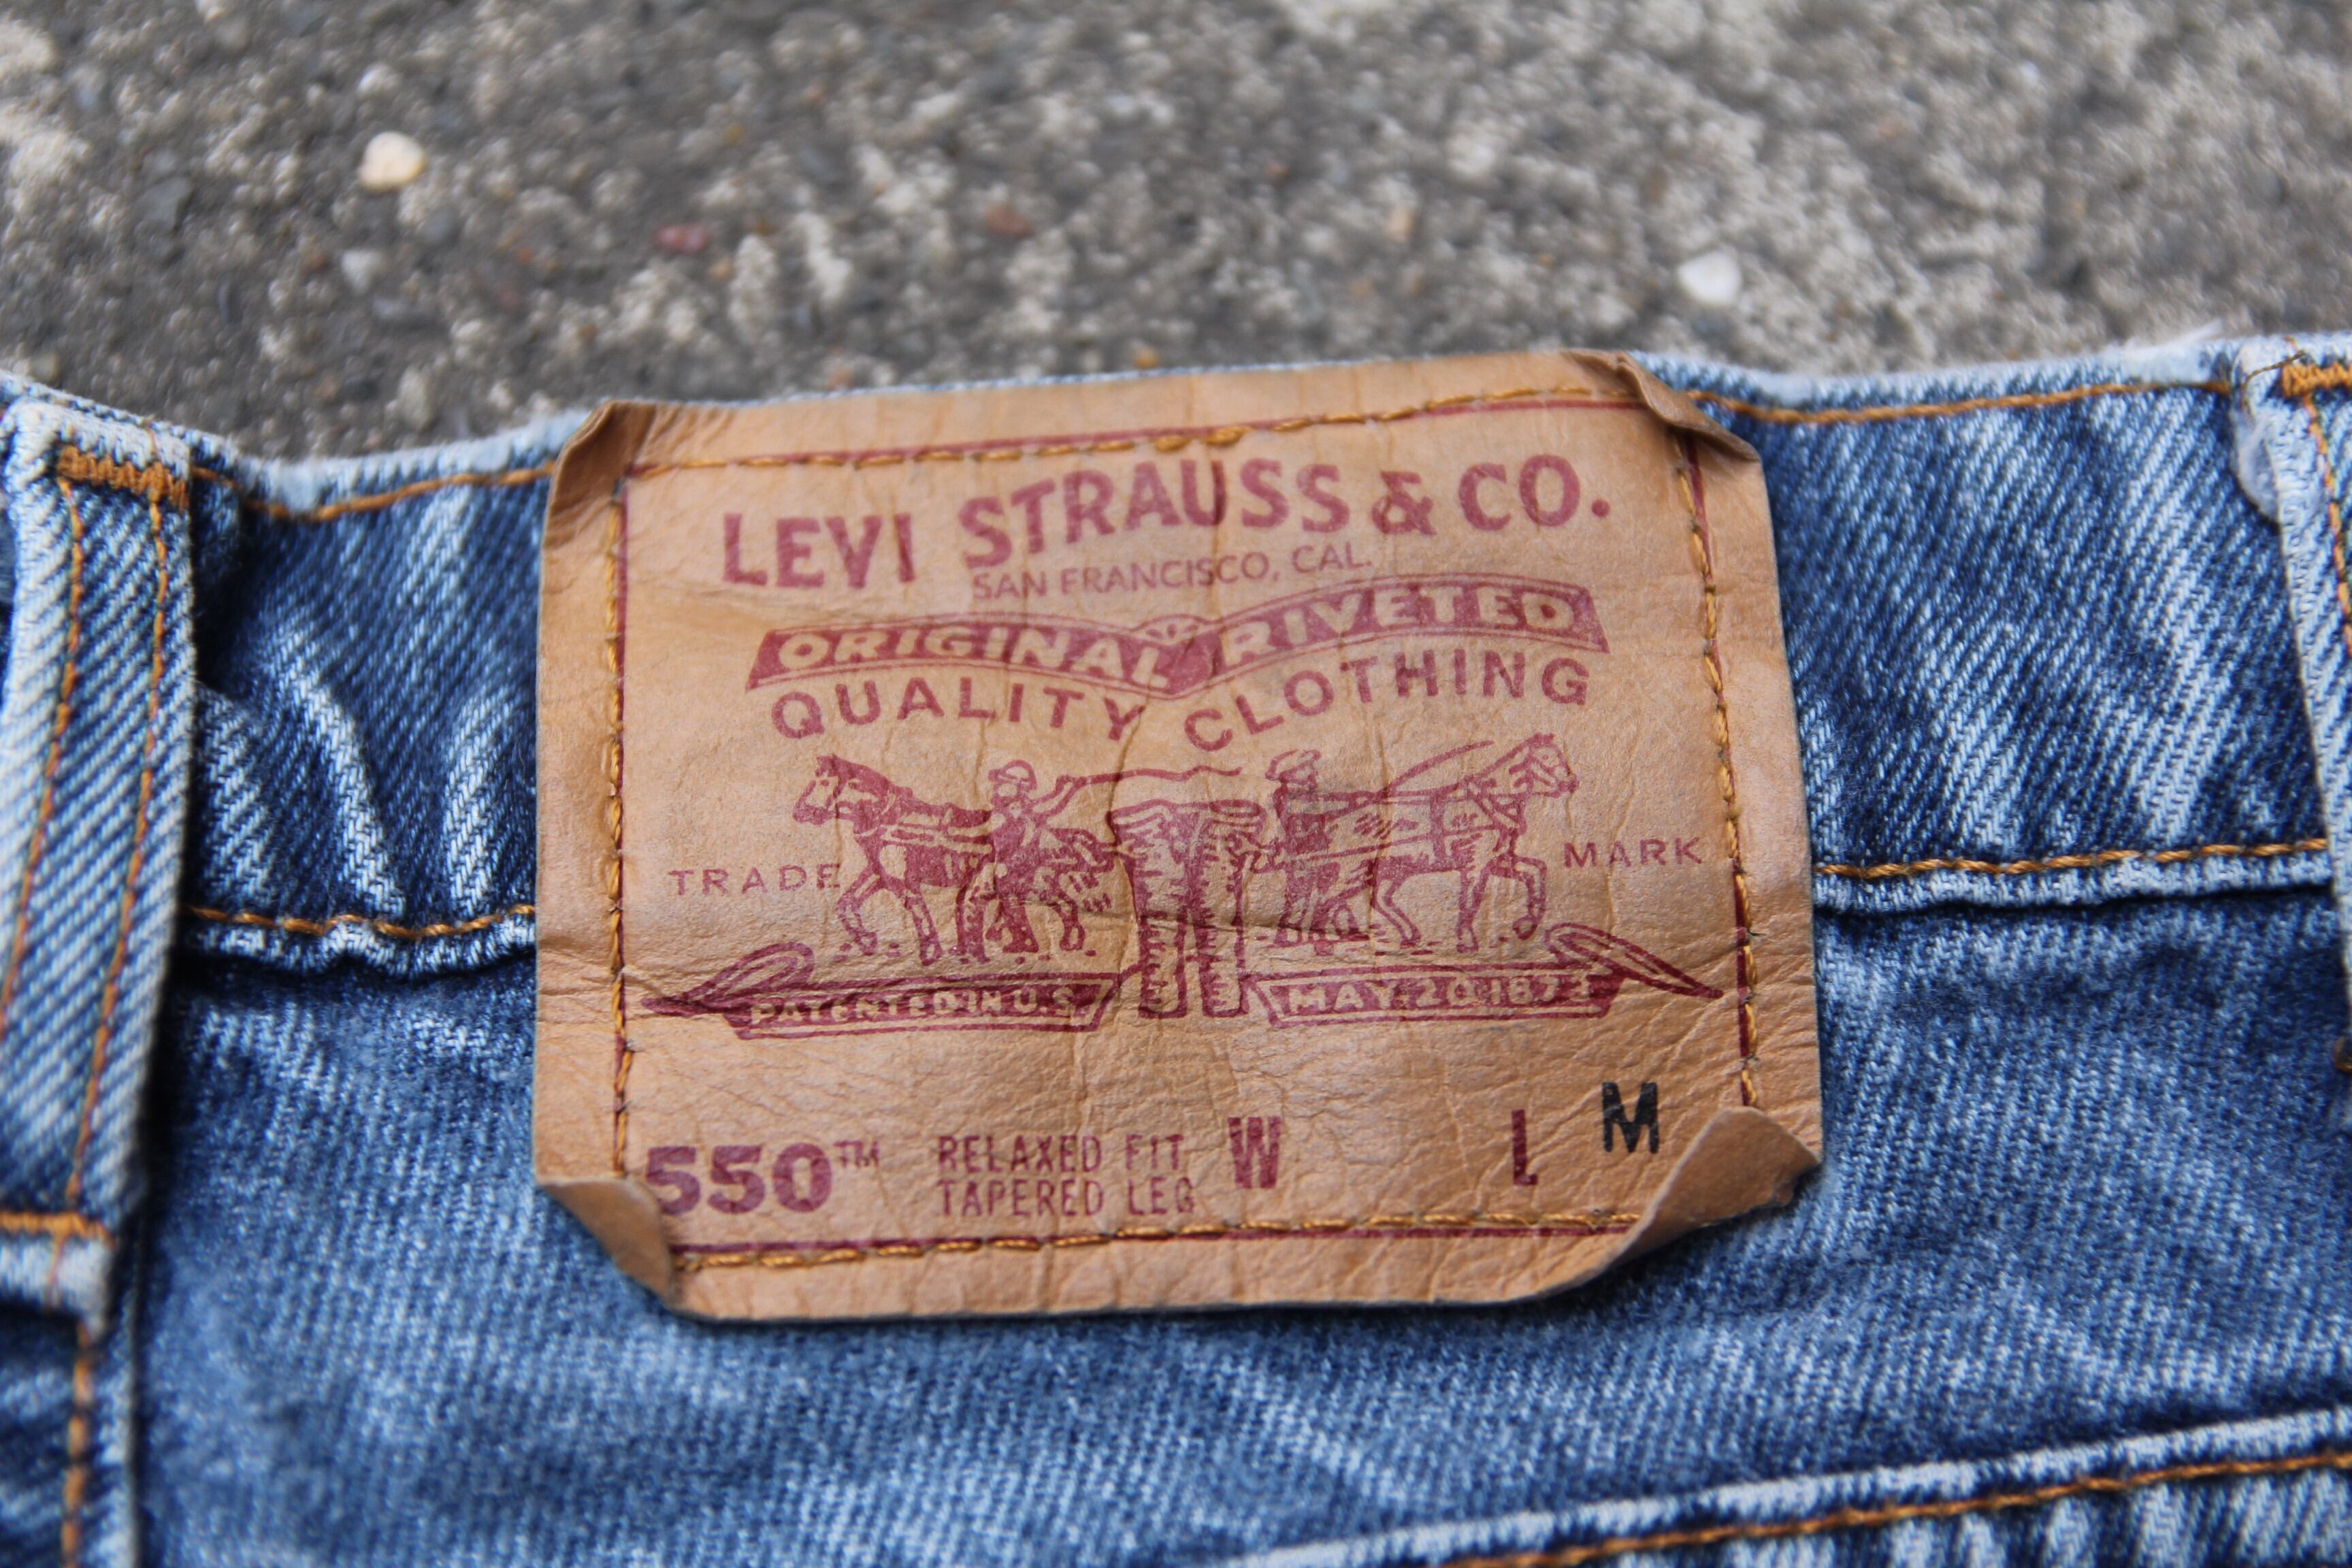 LEVI STRAUSS & CO.
SAN FRANCISCO, CAL.
ORIGINAL RIVETED
QUALITY CLOTHING
TRADE MARK
PATENTED IN U.S. MAY 20 1873
550™ RELAXED FIT W L M
TAPERED LEG